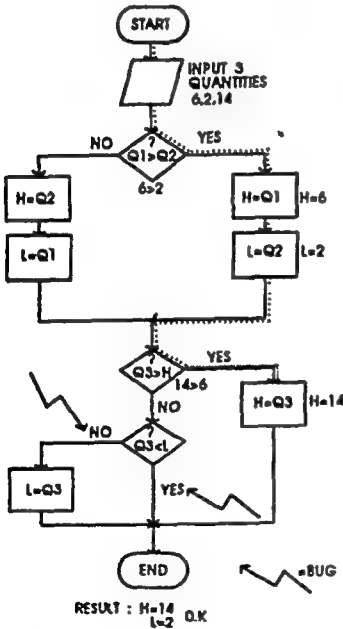 START
INPUT 3
QUANTITIES
6,2,14
?
NO
Q1>Q2
YES
6>2
H=Q2
H=Q1
H=6
L=Q1
L=Q2
L=2
?
YES
Q3>H
14>6
NO
H=Q3
H=14
?
NO
Q3<L
YES
L=Q3
END
=BUG
RESULT : H=14
L=2 O.K